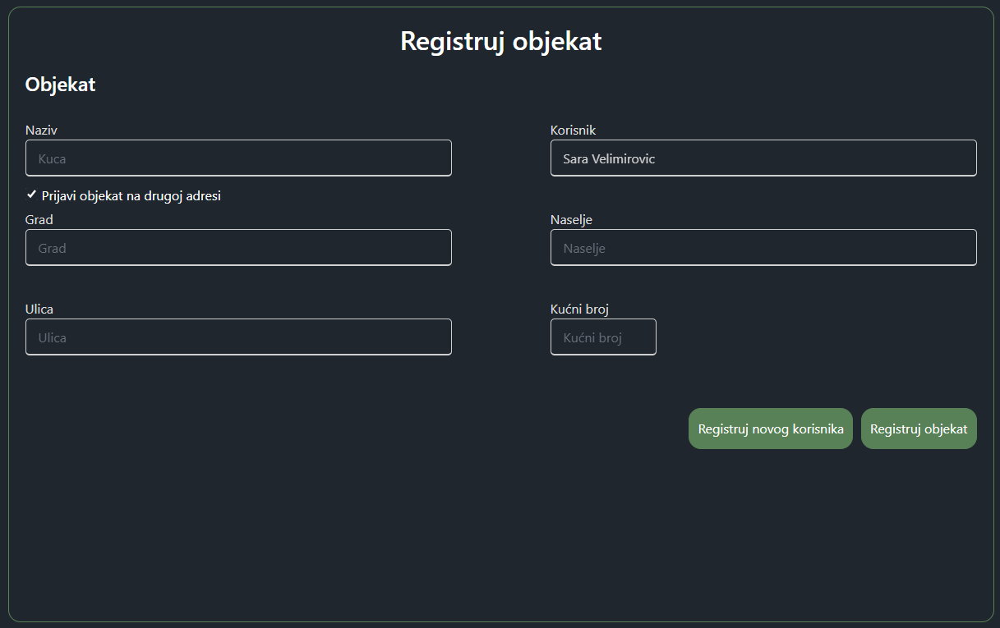 Registruj objekat
Objekat
Naziv
Korisnik
Kuca
Sara Velimirovic
Prijavi objekat na drugoj adresi
Grad
Naselje
Grad
Naselje
Ulica
Kućni broj
Ulica
Kućni broj
Registruj novog korisnika
Registruj objekat